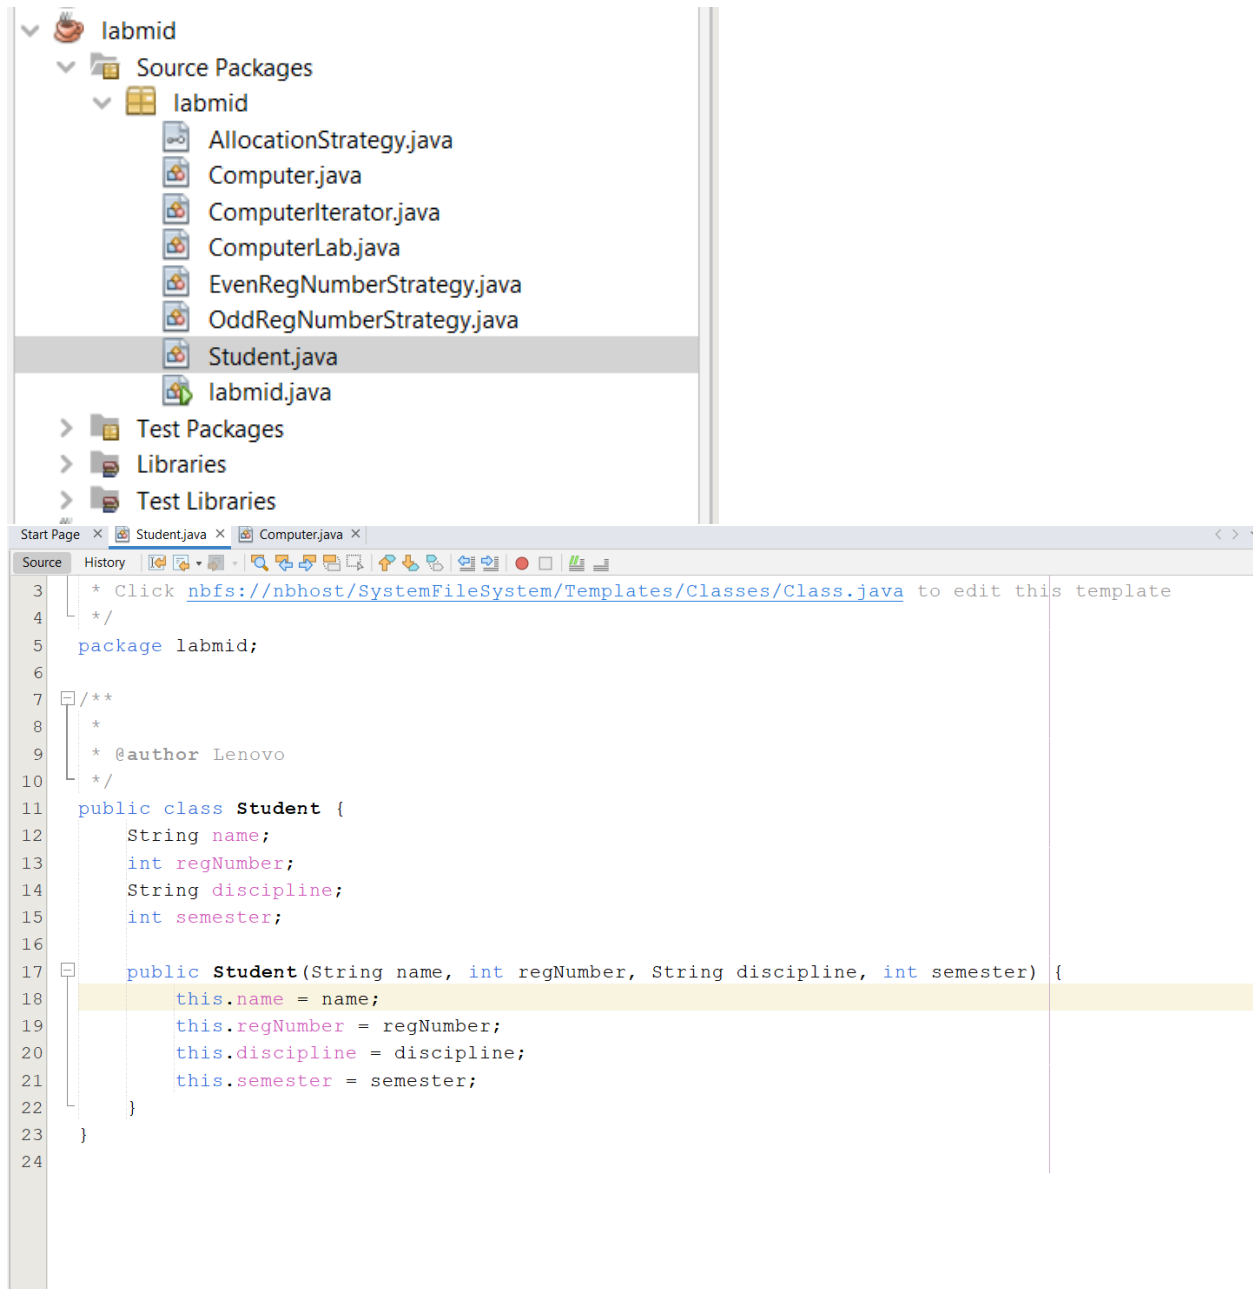 labmid
Source Packages
labmid
AllocationStrategy.java
Computer.java
ComputerIterator.java
ComputerLab.java
EvenRegNumberStrategy.java
OddRegNumberStrategy.java
Student.java
labmid.java
Test Packages
Libraries
Test Libraries
Start Page Student.java Computer.java
Source History
3 * Click nbfs://nbhost/SystemFileSystem/Templates/Classes/Class.java to edit this template
4 */
5 package labmid;
6
7 /**
8 *
9 * @author Lenovo
10 */
11 public class Student {
12 String name;
13 int regNumber;
14 String discipline;
15 int semester;
16
17 public Student(String name, int regNumber, String discipline, int semester) {
18 this.name = name;
19 this.regNumber = regNumber;
20 this.discipline = discipline;
21 this.semester = semester;
22 }
23 }
24